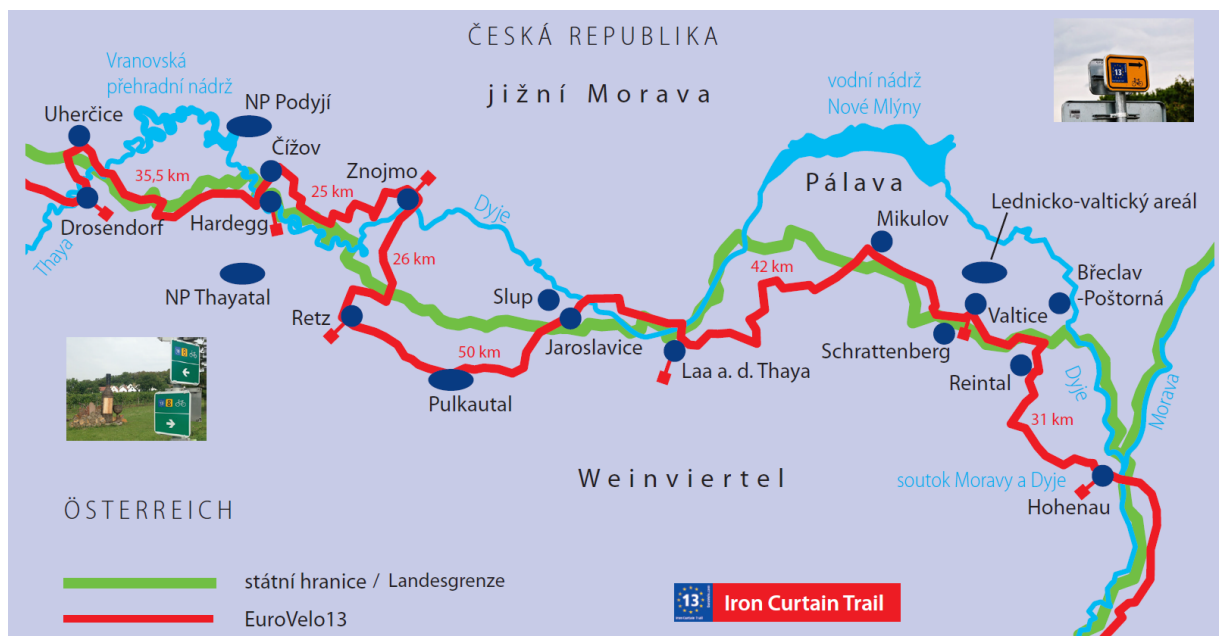 ČESKÁ REPUBLIKA
jižní Morava
Vranovská
přehradní nádrž
vodní nádrž
Nové Mlýny
13
NP Podyjí
Uherčice
Čížov
Znojmo
35,5 km
25 km
Pálava
Lednicko-valtický areál
Drosendorf
Hardegg
Dyje
Mikulov
Thaya
26 km
42 km
NP Thayatal
Břeclav
-Poštorná
Slup
Retz
Valtice
Jaroslavice
Schrattenberg
50 km
Laa a. d. Thaya
Reintal
Dyje
Morava
Pulkautal
31 km
Weinviertel
soutok Moravy a Dyje
Hohenau
ÖSTERREICH
státní hranice / Landesgrenze
EuroVelo13
13
Iron Curtain Trail